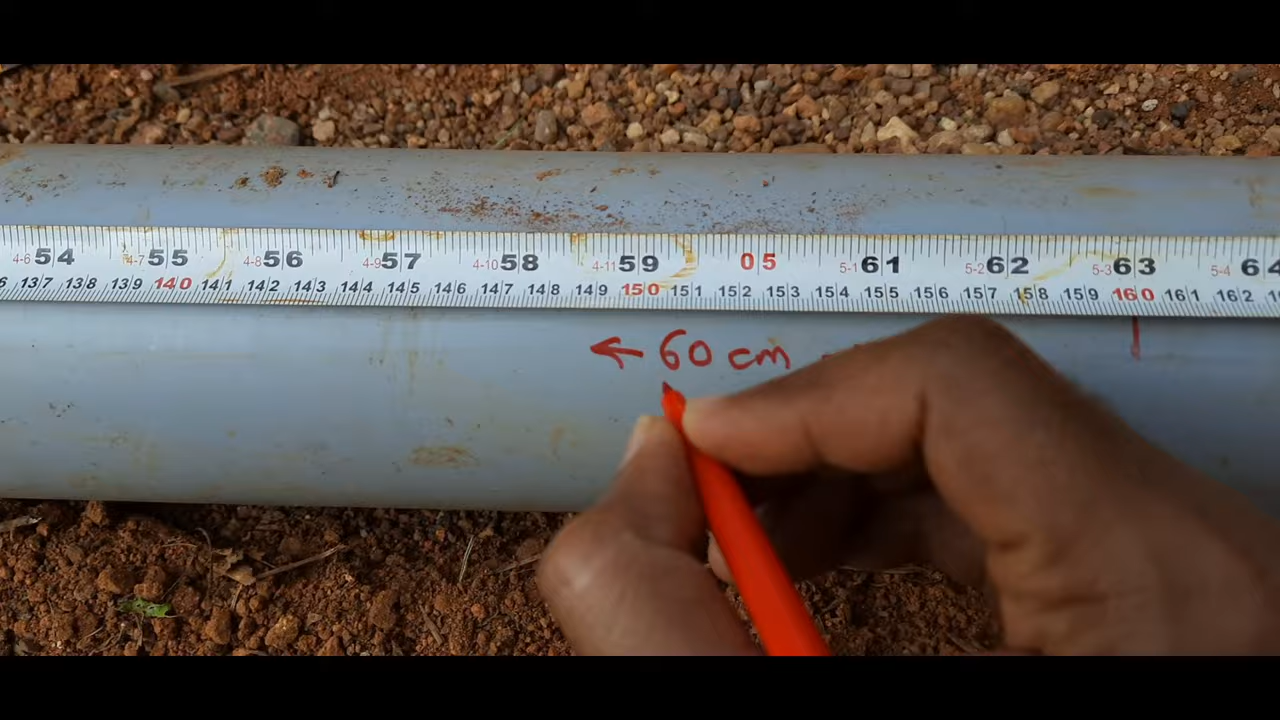 4-6 54 4-7 55 4-8 56 4-9 57 4-10 58 4-11 59 05 5-1 61 5-2 62 5-3 63 5-4 64
6 137 138 139 140 141 142 143 144 145 146 147 148 149 150 151 152 153 154 155 156 157 158 159 160 161 162 1
← 60 cm